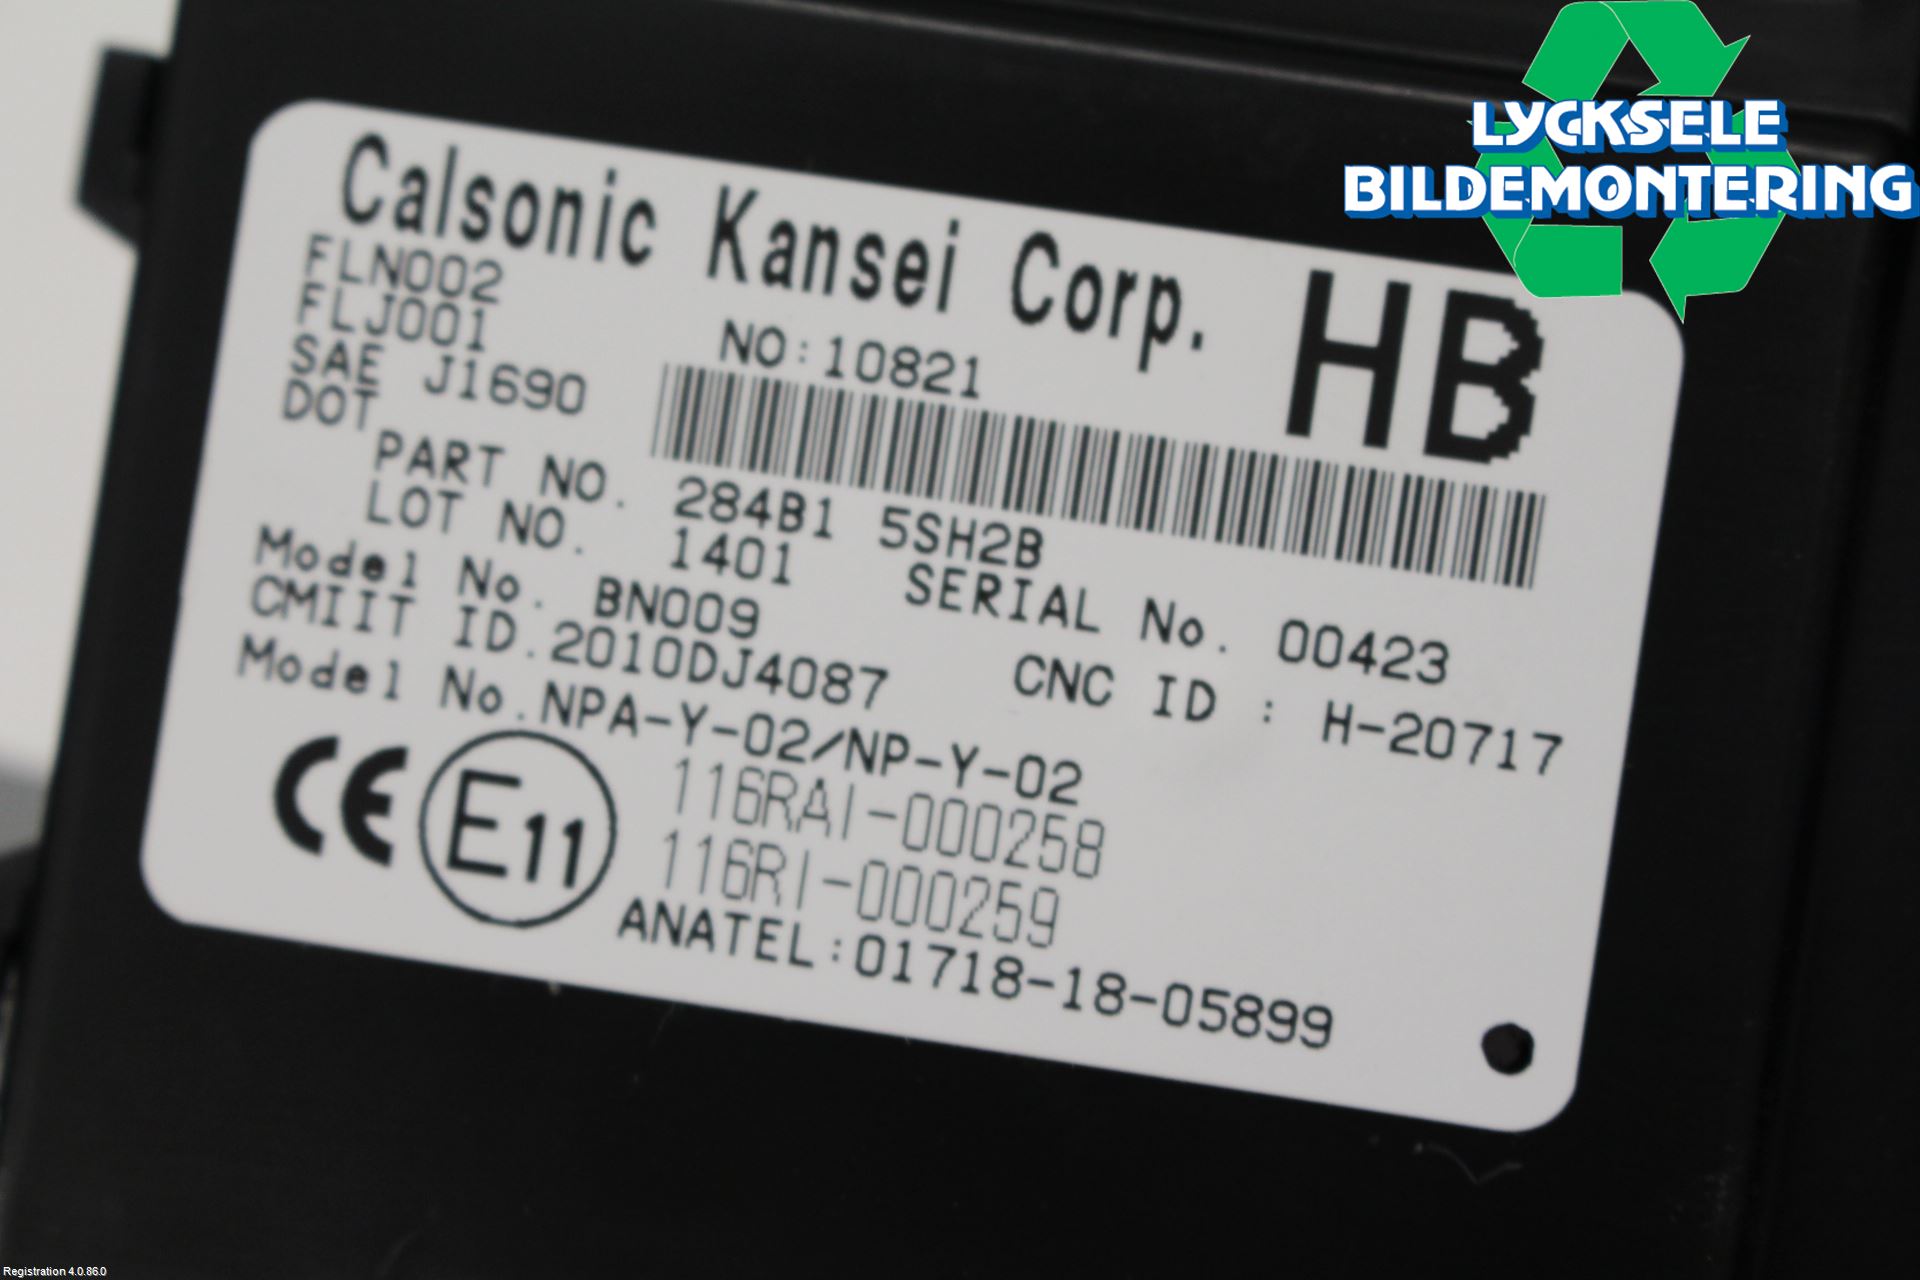 LYCKSELE
BILDEMONTERING
Calsonic Kansei Corp.
HB
FLN002
FLJ001
SAE J1690
DOT
NO:10821
PART NO. 284B1 5SH2B
LOT NO. 1401 SERIAL No. 00423
Model No. BN009
CMIIT ID.2010DJ4087 CNC ID : H-20717
Model No.NPA-Y-02/NP-Y-02
CE E11
116RAI-000258
116RI-000259
ANATEL:01718-18-05899
Registration 4.0.86.0